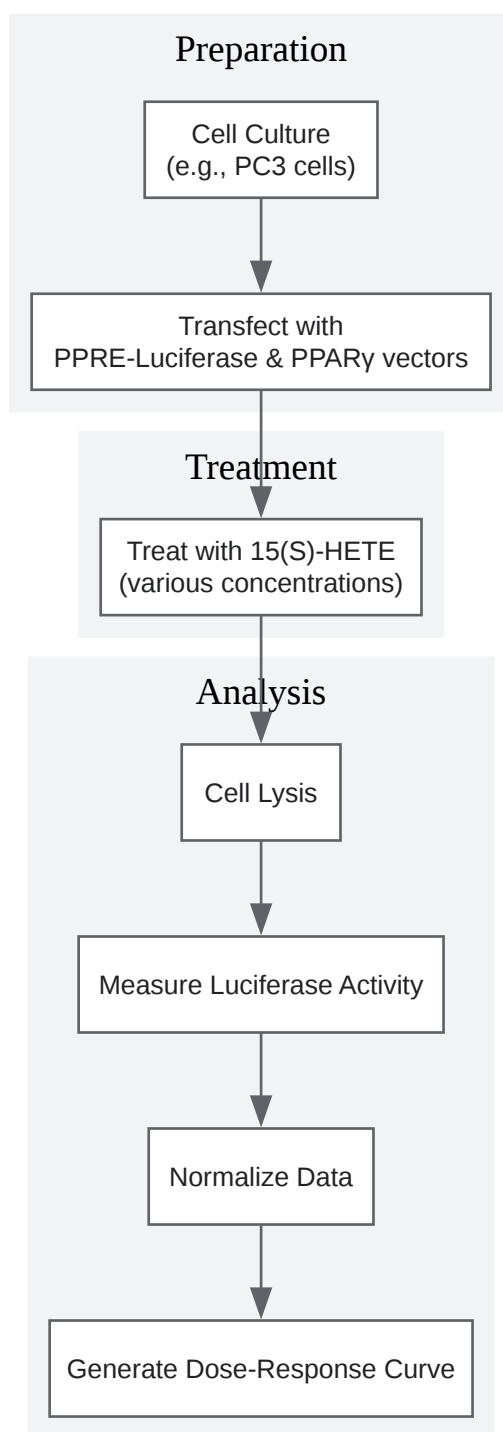 Preparation
Cell Culture
(e.g., PC3 cells)
Transfect with
PPRE-Luciferase & PPARγ vectors
Treatment
Treat with 15(S)-HETE
(various concentrations)
Analysis
Cell Lysis
Measure Luciferase Activity
Normalize Data
Generate Dose-Response Curve